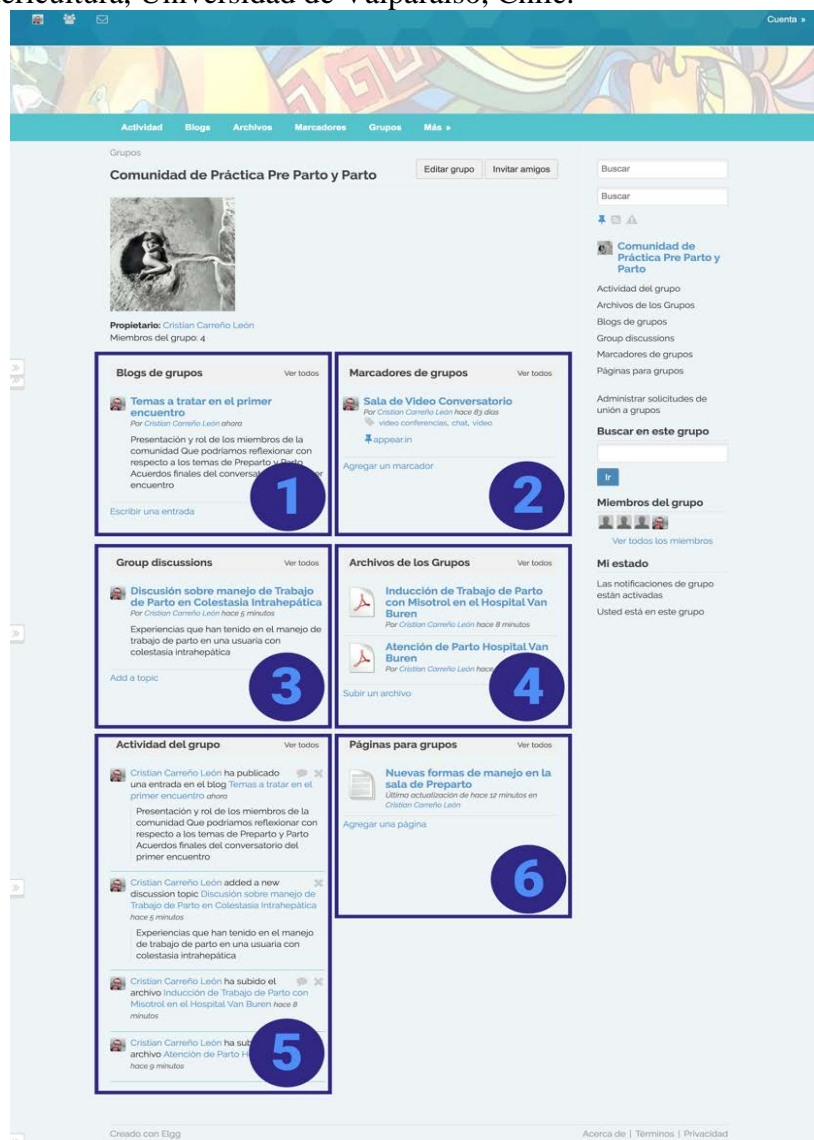 Puericultura, Universidad de Valparaíso, Chile.
Cuenta »
Actividad Blogs Archivos Marcadores Grupos Más »
Grupos
Comunidad de Práctica Pre Parto y Parto
Editar grupo Invitar amigos
Propietario: Cristian Carreño León
Miembros del grupo: 4
Blogs de grupos Ver todos
Temas a tratar en el primer
encuentro
Por Cristian Carreño León ahora
Presentación y rol de los miembros de la
comunidad Que podríamos reflexionar con
respecto a los temas de Preparto y Parto
Acuerdos finales del
encuentro
Escribir una entrada
1
Marcadores de grupos Ver todos
Sala de Video Conversatorio
Por Cristian Carreño León hace 83 días
video conferencias, chat, video
appear.in
Agregar un marcador
2
Group discussions Ver todos
Discusión sobre manejo de Trabajo
de Parto en Colestasia Intrahepática
Por Cristian Carreño León hace 5 minutos
Experiencias que han tenido en el manejo de
trabajo de parto en una usuaria con
colestasia intrahepática
Add a topic
3
Archivos de los Grupos Ver todos
Inducción de Trabajo de Parto
con Misotrol en el Hospital Van
Buren
Por Cristian Carreño León hace 8 minutos
Atención de Parto Hospital Van
Buren
Por Cristian Carreño León hace
Subir un archivo
4
Actividad del grupo Ver todos
Cristian Carreño León ha publicado
una entrada en el blog Temas a tratar en el
primer encuentro ahora
Presentación y rol de los miembros de la
comunidad Que podríamos reflexionar con
respecto a los temas de Preparto y Parto
Acuerdos finales del conversatorio del
primer encuentro
Cristian Carreño León added a new
discussion topic Discusión sobre manejo de
Trabajo de Parto en Colestasia Intrahepática
hace 5 minutos
Experiencias que han tenido en el manejo
de trabajo de parto en una usuaria con
colestasia intrahepática
Cristian Carreño León ha subido el
archivo Inducción de Trabajo de Parto con
Misotrol en el Hospital Van Buren hace 8
minutos
Cristian Carreño León ha
archivo Atención de Parto
hace 9 minutos
5
Páginas para grupos Ver todos
Nuevas formas de manejo en la
sala de Preparto
Última actualización de hace 12 minutos en
Cristian Carreño León
Agregar una página
6
Buscar
Buscar
Comunidad de
Práctica Pre Parto y
Parto
Actividad del grupo
Archivos de los Grupos
Blogs de grupos
Group discussions
Marcadores de grupos
Páginas para grupos
Administrar solicitudes de
unión a grupos
Buscar en este grupo
Ir
Miembros del grupo
Ver todos los miembros
Mi estado
Las notificaciones de grupo
están activadas
Usted está en este grupo
Creado con Elgg
Acerca de | Términos | Privacidad